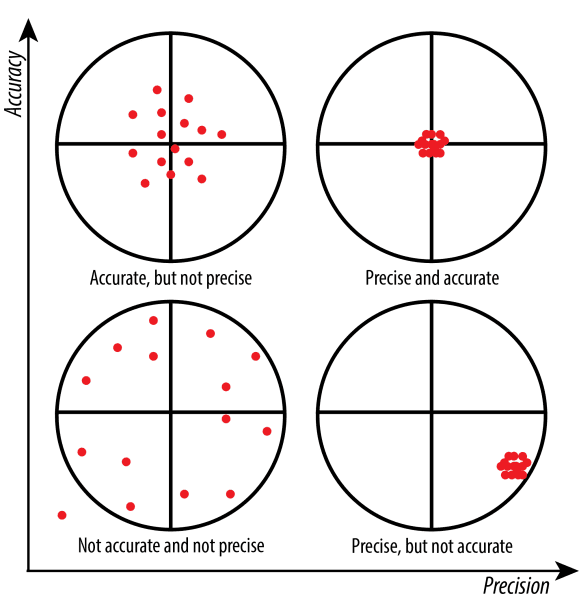 Accuracy
Accurate, but not precise
Precise and accurate
Not accurate and not precise
Precise, but not accurate
Precision